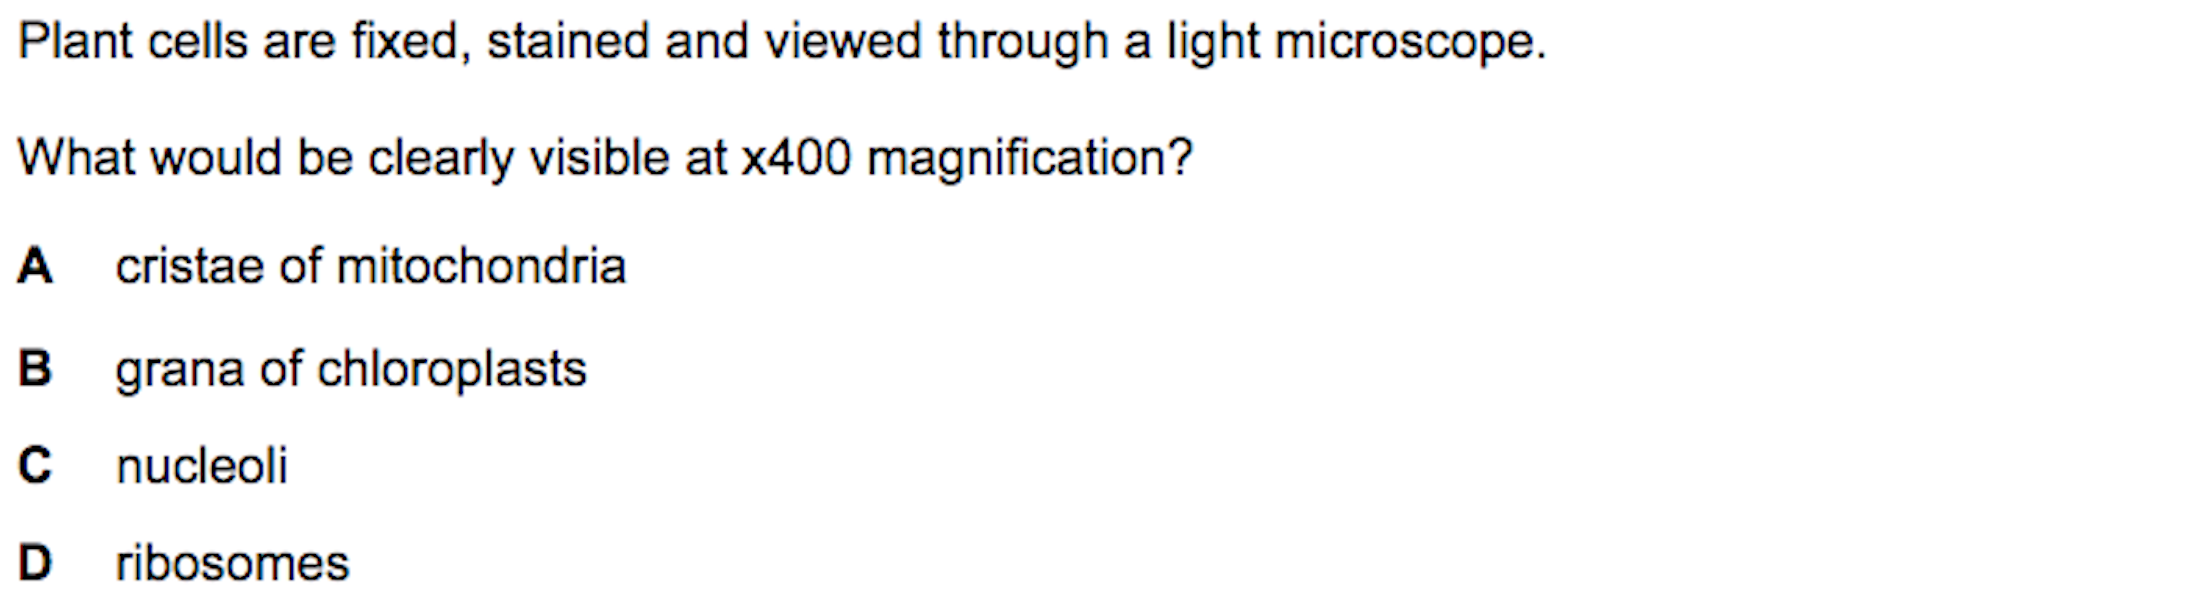 Plant cells are fixed, stained and viewed through a light microscope.
What would be clearly visible at x400 magnification?
A cristae of mitochondria
B grana of chloroplasts
C nucleoli
D ribosomes